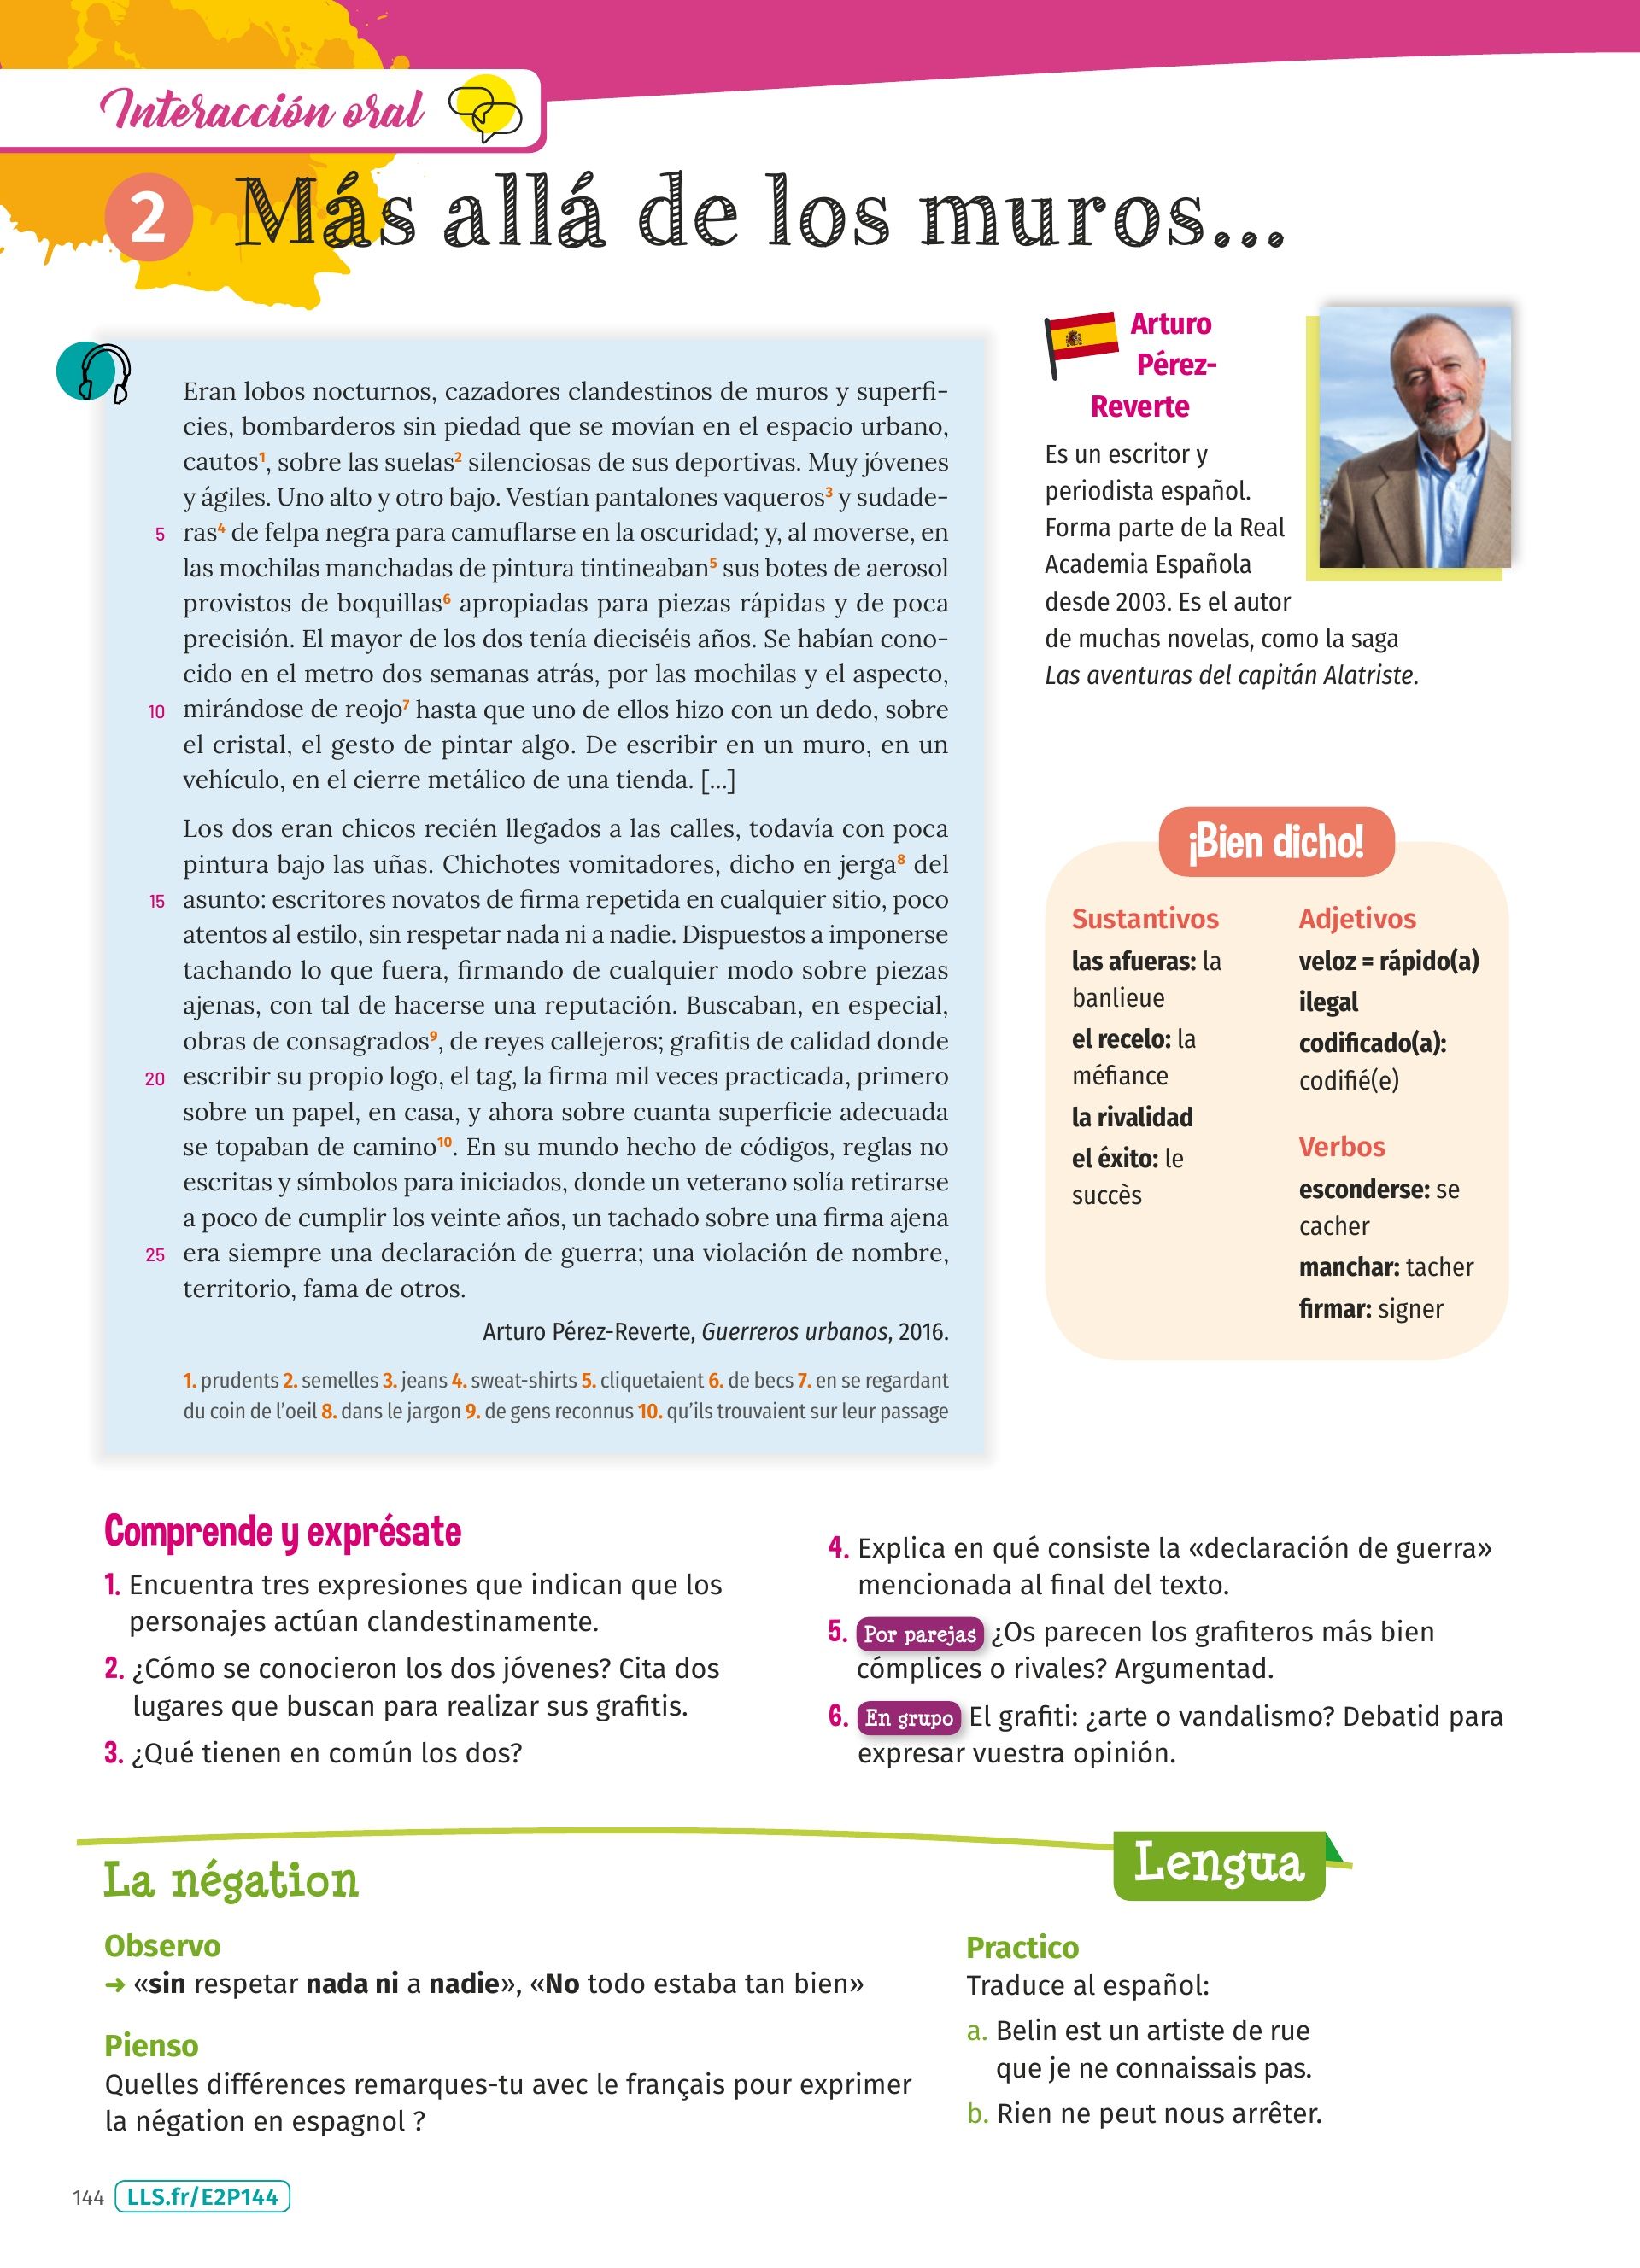 Interacción oral
2 Más allá de los muros...
Eran lobos nocturnos, cazadores clandestinos de muros y superfi-
cies, bombarderos sin piedad que se movían en el espacio urbano,
cautos1, sobre las suelas2 silenciosas de sus deportivas. Muy jóvenes
y ágiles. Uno alto y otro bajo. Vestían pantalones vaqueros3 y sudade-
5 ras4 de felpa negra para camuflarse en la oscuridad; y, al moverse, en
las mochilas manchadas de pintura tintineaban5 sus botes de aerosol
provistos de boquillas6 apropiadas para piezas rápidas y de poca
precisión. El mayor de los dos tenía dieciséis años. Se habían cono-
cido en el metro dos semanas atrás, por las mochilas y el aspecto,
10 mirándose de reojo7 hasta que uno de ellos hizo con un dedo, sobre
el cristal, el gesto de pintar algo. De escribir en un muro, en un
vehículo, en el cierre metálico de una tienda. [...]
Los dos eran chicos recién llegados a las calles, todavía con poca
pintura bajo las uñas. Chichotes vomitadores, dicho en jerga8 del
15 asunto: escritores novatos de firma repetida en cualquier sitio, poco
atentos al estilo, sin respetar nada ni a nadie. Dispuestos a imponerse
tachando lo que fuera, firmando de cualquier modo sobre piezas
ajenas, con tal de hacerse una reputación. Buscaban, en especial,
obras de consagrados9, de reyes callejeros; grafitis de calidad donde
20 escribir su propio logo, el tag, la firma mil veces practicada, primero
sobre un papel, en casa, y ahora sobre cuanta superficie adecuada
se topaban de camino10. En su mundo hecho de códigos, reglas no
escritas y símbolos para iniciados, donde un veterano solía retirarse
a poco de cumplir los veinte años, un tachado sobre una firma ajena
25 era siempre una declaración de guerra; una violación de nombre,
territorio, fama de otros.
Arturo Pérez-Reverte, Guerreros urbanos, 2016.
1. prudents 2. semelles 3. jeans 4. sweat-shirts 5. cliquetaient 6. de becs 7. en se regardant
du coin de l'oeil 8. dans le jargon 9. de gens reconnus 10. qu'ils trouvaient sur leur passage
Arturo
Pérez-
Reverte
Es un escritor y
periodista español.
Forma parte de la Real
Academia Española
desde 2003. Es el autor
de muchas novelas, como la saga
Las aventuras del capitán Alatriste.
¡Bien dicho!
Sustantivos
las afueras: la
banlieue
el recelo: la
méfiance
la rivalidad
el éxito: le
succès
Adjetivos
veloz = rápido(a)
ilegal
codificado(a):
codifié(e)
Verbos
esconderse: se
cacher
manchar: tacher
firmar: signer
Comprende y exprésate
1. Encuentra tres expresiones que indican que los
personajes actúan clandestinamente.
2. ¿Cómo se conocieron los dos jóvenes? Cita dos
lugares que buscan para realizar sus grafitis.
3. ¿Qué tienen en común los dos?
4. Explica en qué consiste la «declaración de guerra»
mencionada al final del texto.
5. Por parejas ¿Os parecen los grafiteros más bien
cómplices o rivales? Argumentad.
6. En grupo El grafiti: ¿arte o vandalismo? Debatid para
expresar vuestra opinión.
Lengua
La négation
Observo
➜ «sin respetar nada ni a nadie», «No todo estaba tan bien»
Pienso
Quelles différences remarques-tu avec le français pour exprimer
la négation en espagnol ?
Practico
Traduce al español:
a. Belin est un artiste de rue
que je ne connaissais pas.
b. Rien ne peut nous arrêter.
144 LLS.fr/E2P144